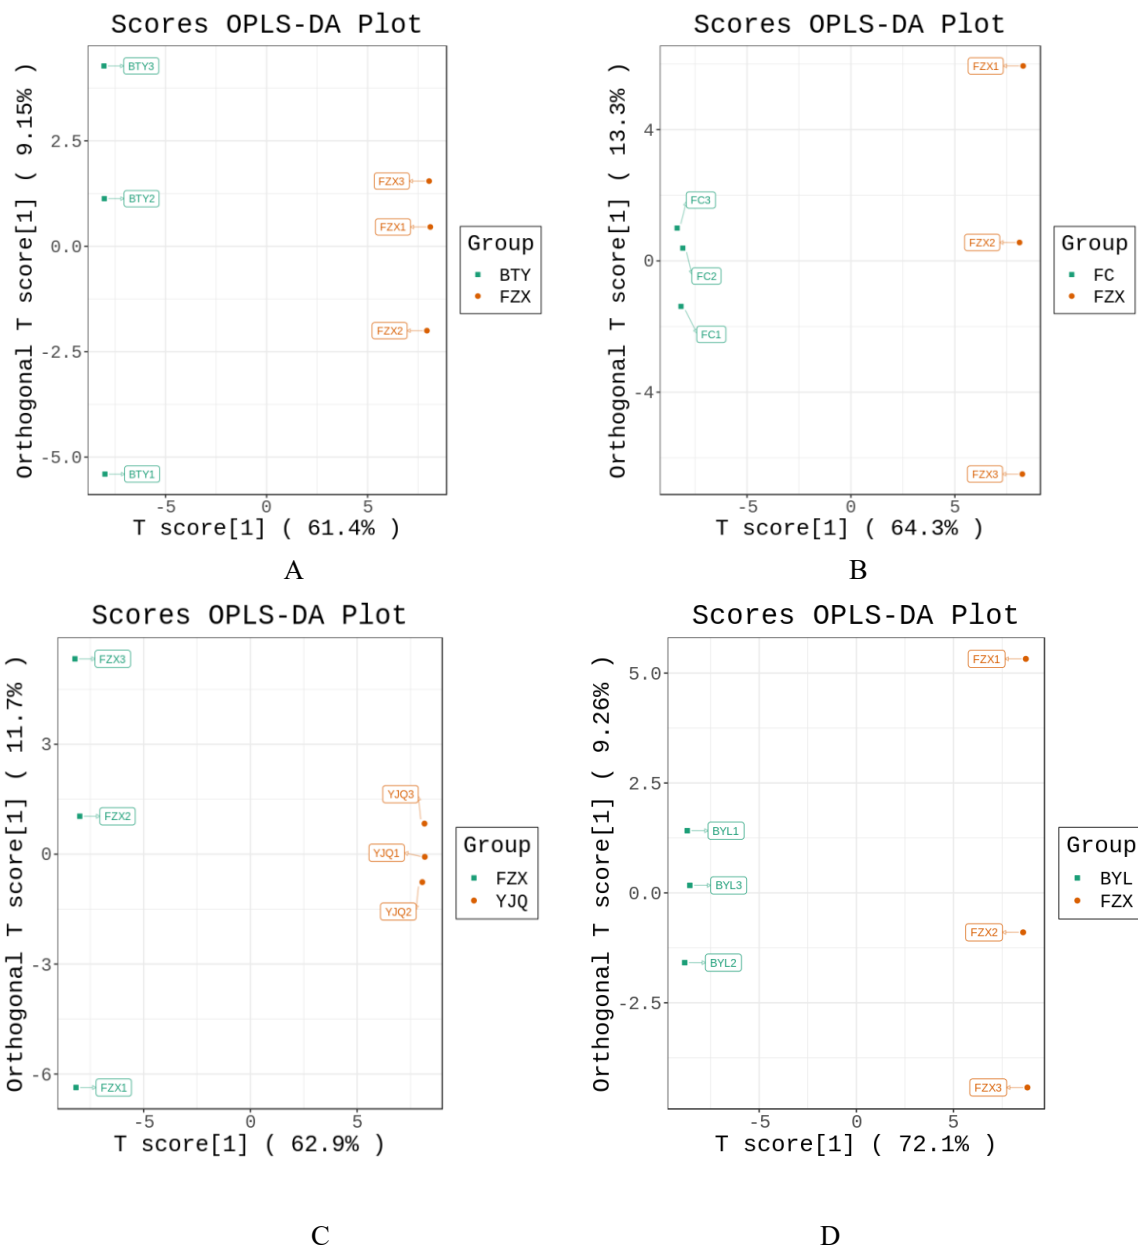 Scores OPLS-DA Plot
Orthogonal T score[1] ( 9.15% )
2.5
0.0
-2.5
-5.0
BTY3
BTY2
BTY1
FZX3
FZX1
FZX2
-5 0 5
T score[1] ( 61.4% )
Group
BTY
FZX
A
Scores OPLS-DA Plot
Orthogonal T score[1] ( 13.3% )
4
0
-4
FZX1
FC3
FZX2
FC2
FC1
FZX3
-5 0 5
T score[1] ( 64.3% )
Group
FC
FZX
B
Scores OPLS-DA Plot
Orthogonal T score[1] ( 11.7% )
3
0
-3
-6
FZX3
YJQ3
FZX2
YJQ1
YJQ2
FZX1
-5 0 5
T score[1] ( 62.9% )
Group
FZX
YJQ
C
Scores OPLS-DA Plot
Orthogonal T score[1] ( 9.26% )
5.0
2.5
0.0
-2.5
FZX1
BYL1
BYL3
FZX2
BYL2
FZX3
-5 0 5
T score[1] ( 72.1% )
Group
BYL
FZX
D